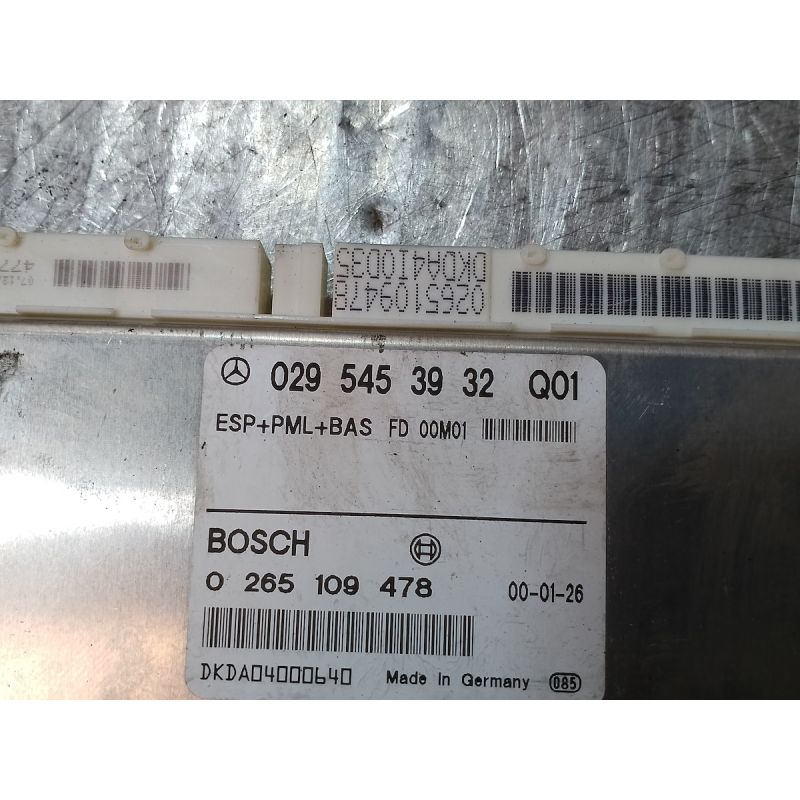 DKDA4I0D35
0265109478
029 545 39 32 Q01
ESP+PML+BAS FD 00M01
BOSCH
0 265 109 478 00-01-26
DKDA04000640 Made in Germany 085